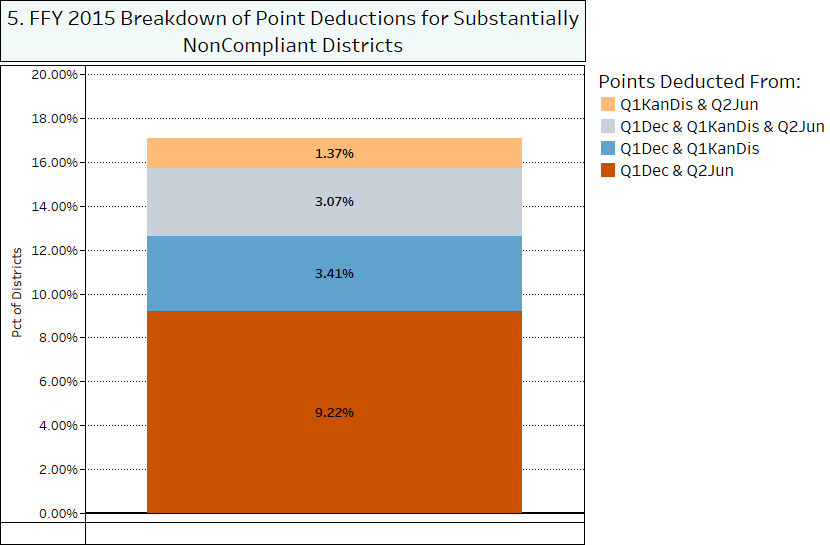 5. FFY 2015 Breakdown of Point Deductions for Substantially
NonCompliant Districts
20.00%
18.00%
16.00%
14.00%
12.00%
10.00%
8.00%
6.00%
4.00%
2.00%
0.00%
Pct of Districts
1.37%
3.07%
3.41%
9.22%
Points Deducted From:
Q1KanDis & Q2Jun
Q1Dec & Q1KanDis & Q2Jun
Q1Dec & Q1KanDis
Q1Dec & Q2Jun